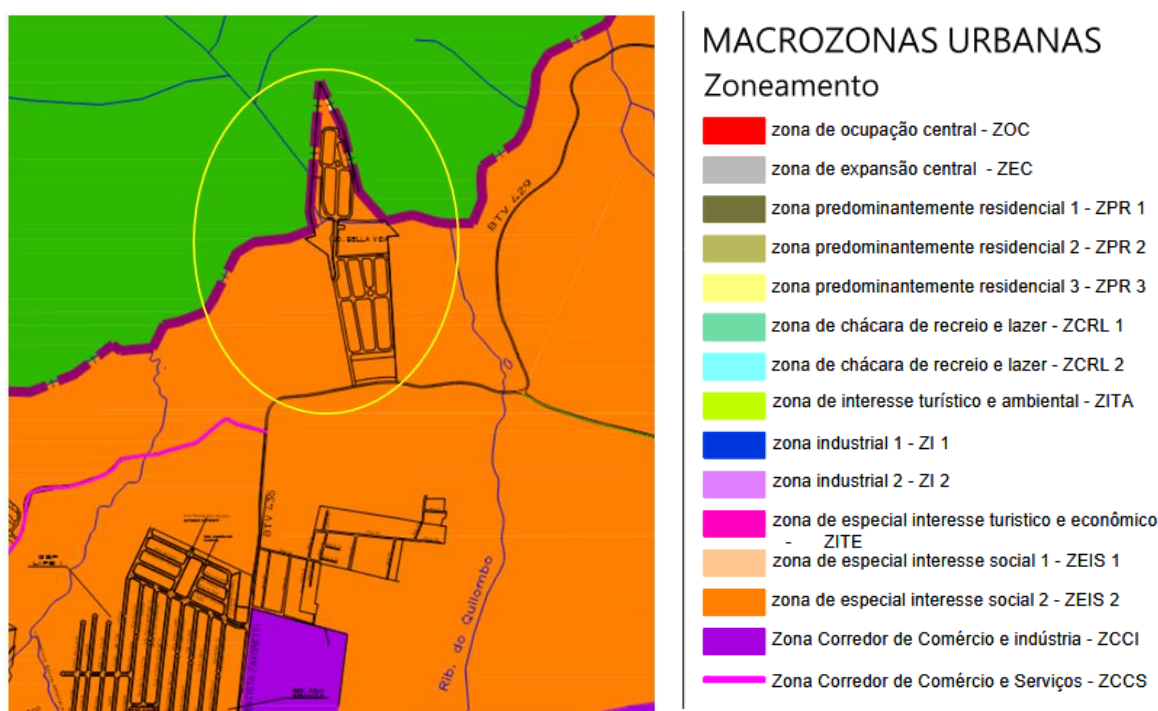 BTV 429
BELLA VIDA
BTV 435
Rib. do Quilombo
MACROZONAS URBANAS
Zoneamento
zona de ocupação central - ZOC
zona de expansão central - ZEC
zona predominantemente residencial 1 - ZPR 1
zona predominantemente residencial 2 - ZPR 2
zona predominantemente residencial 3 - ZPR 3
zona de chácara de recreio e lazer - ZCRL 1
zona de chácara de recreio e lazer - ZCRL 2
zona de interesse turístico e ambiental - ZITA
zona industrial 1 - ZI 1
zona industrial 2 - ZI 2
zona de especial interesse turistico e econômico
- ZITE
zona de especial interesse social 1 - ZEIS 1
zona de especial interesse social 2 - ZEIS 2
Zona Corredor de Comércio e indústria - ZCCI
Zona Corredor de Comércio e Serviços - ZCCS